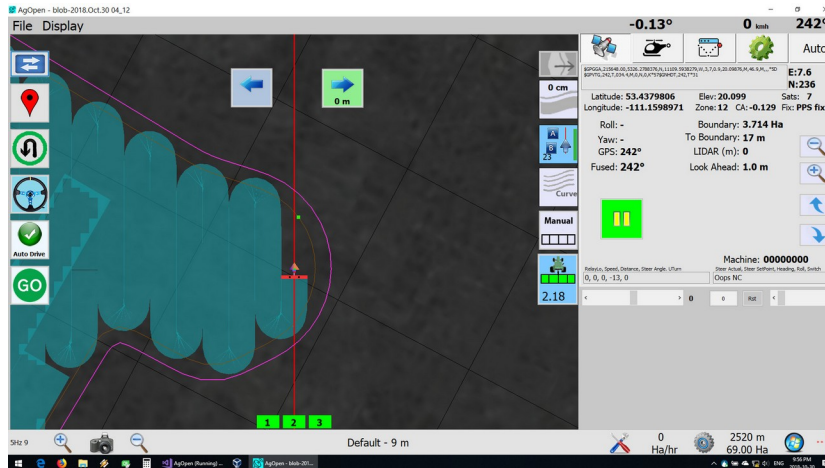 AgOpen - blob-2018.Oct.30 04_12
File Display
-0.13° 0 kmh 242°
Auto
0 m
0 cm
E:7.6
N:236
Latitude: 53.4379806 Elev: 20.099 Sats: 7
Longitude: -111.1598971 Zone: 12 CA: -0.129 Fix: PPS fix
Roll: - Boundary: 3.714 Ha
Yaw: - To Boundary: 17 m
GPS: 242° LIDAR (m): 0
Fused: 242° Look Ahead: 1.0 m
A
B
23
Curve
Manual
Auto Drive
GO
2.18
Machine: 00000000
RelayLo, Speed, Distance, Steer Angle, UTurn Steer Actual, Steer SetPoint, Heading, Roll, Switch
0, 0, 0, -13, 0 Oops NC
0 0 Rst
1 2 3
5Hz 9 Default - 9 m 0 2520 m
Ha/hr 69.00 Ha
AgOpen (Running) ... AgOpen - blob-201... ENG 9:56 PM
2018-10-30